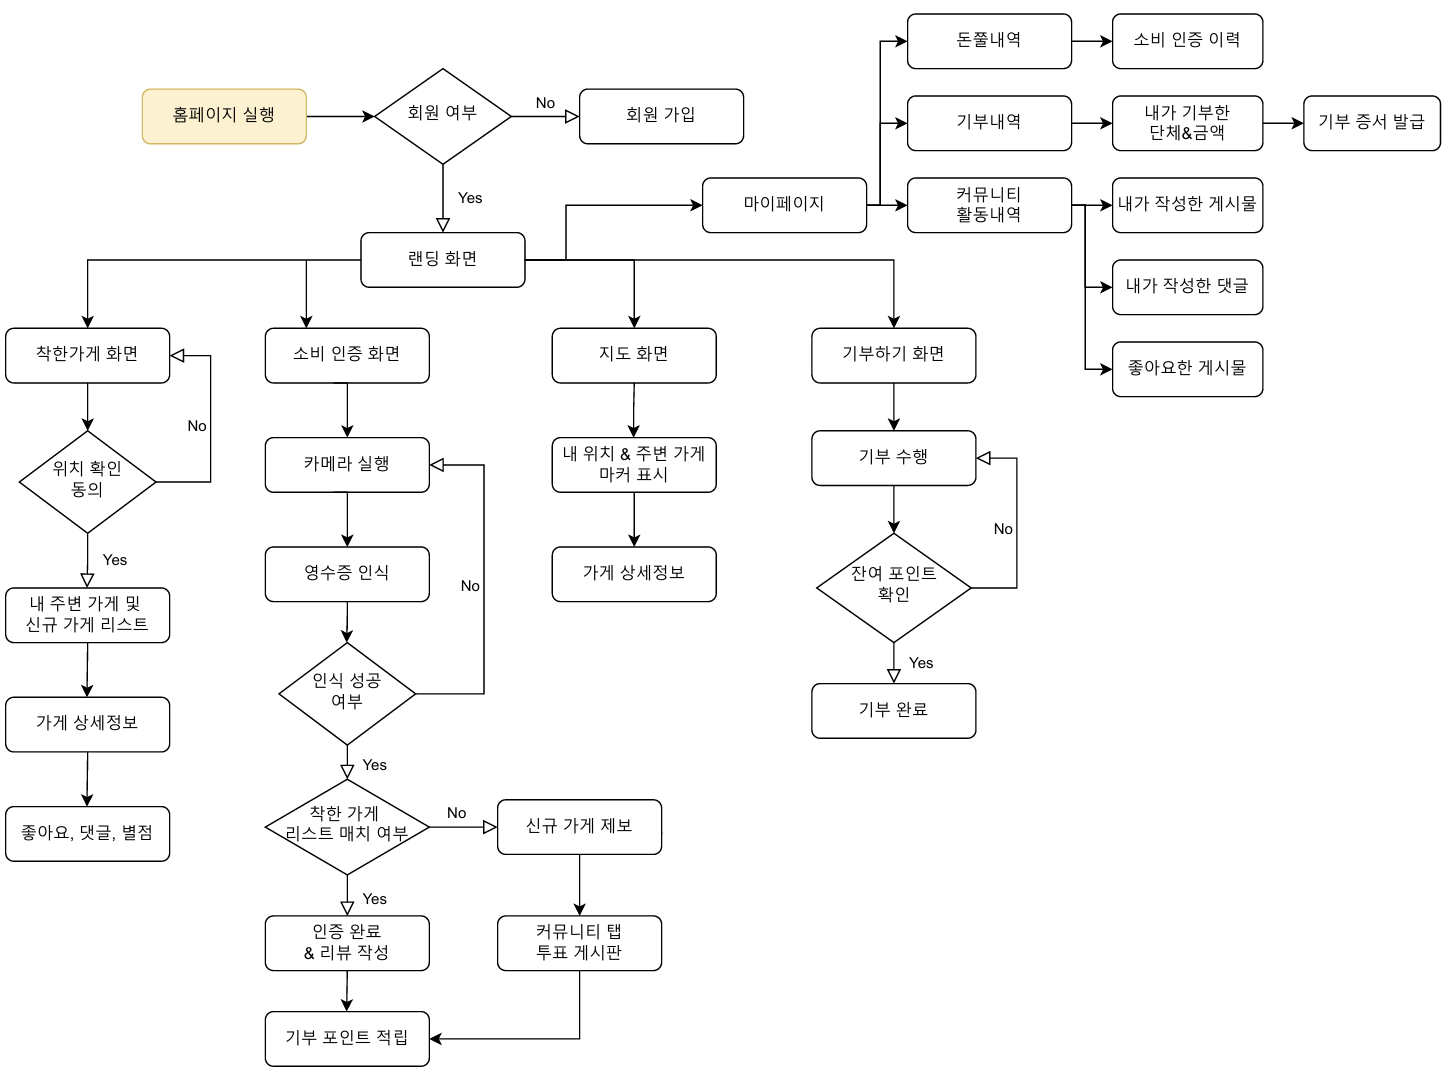 돈쭐내역
소비 인증 이력
홈페이지 실행
회원 여부
No
회원 가입
기부내역
내가 기부한
단체&금액
기부 증서 발급
Yes
마이페이지
커뮤니티
활동내역
내가 작성한 게시물
랜딩 화면
내가 작성한 댓글
착한가게 화면
소비 인증 화면
지도 화면
기부하기 화면
좋아요한 게시물
No
위치 확인
동의
카메라 실행
내 위치 & 주변 가게
마커 표시
기부 수행
No
Yes
영수증 인식
No
가게 상세정보
잔여 포인트
확인
내 주변 가게 및
신규 가게 리스트
인식 성공
여부
Yes
가게 상세정보
기부 완료
Yes
좋아요, 댓글, 별점
착한 가게
리스트 매치 여부
No
신규 가게 제보
Yes
인증 완료
& 리뷰 작성
커뮤니티 탭
투표 게시판
기부 포인트 적립